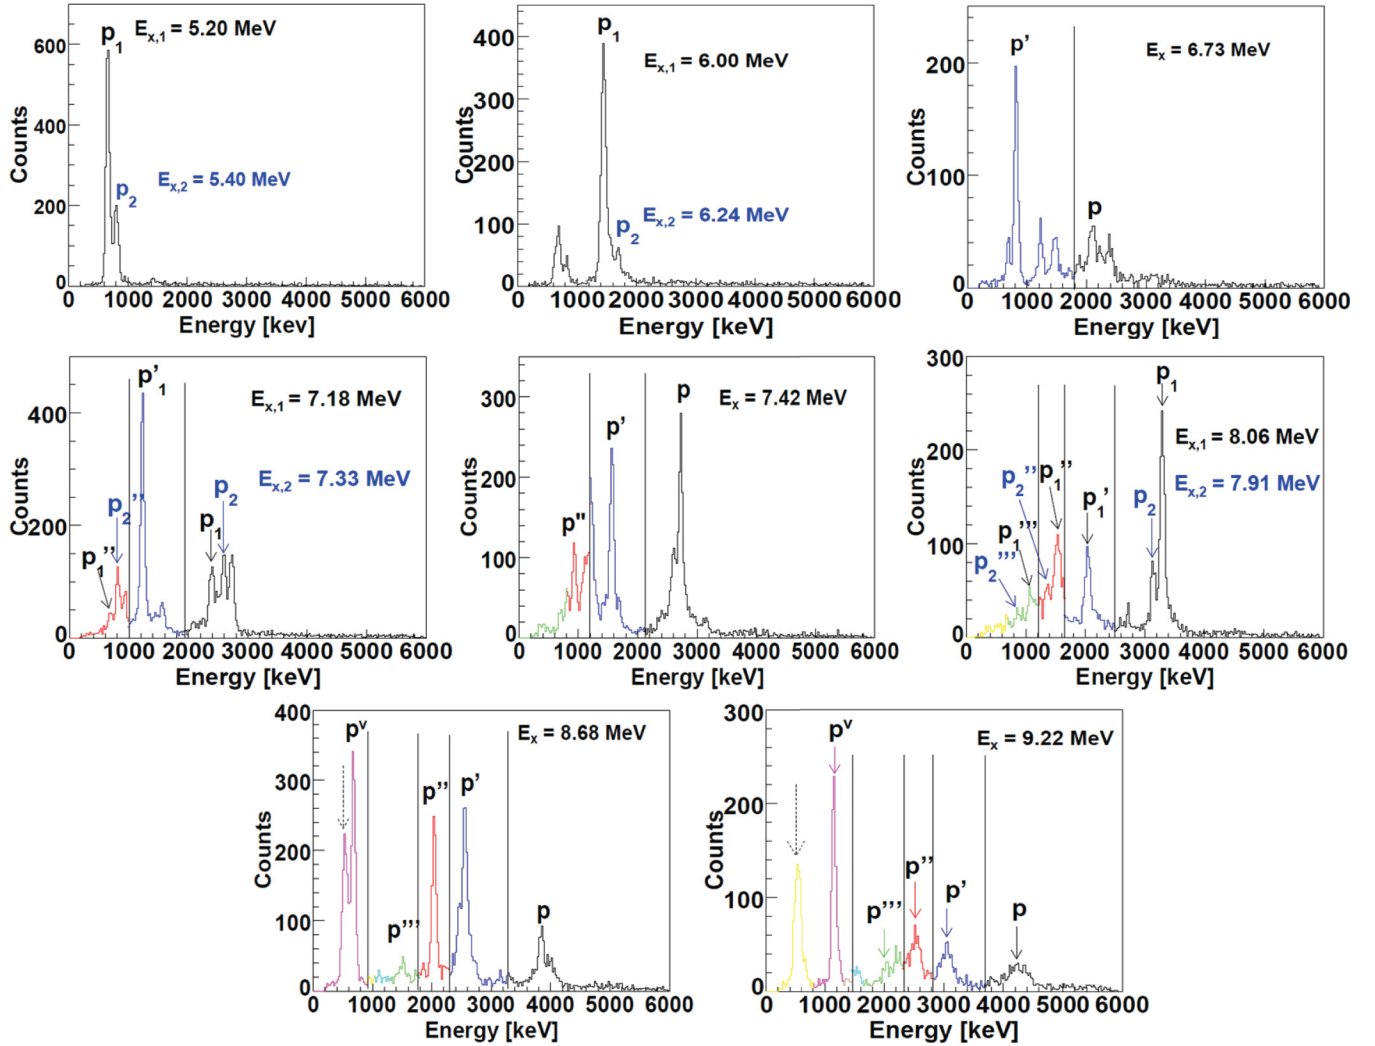 p1 Ex,1 = 5.20 MeV
Ex,2 = 5.40 MeV
p2
600
400
200
0
Counts
0 1000 2000 3000 4000 5000 6000
Energy [kev]
p1
Ex,1 = 6.00 MeV
p2 Ex,2 = 6.24 MeV
400
300
200
100
0
Counts
0 1000 2000 3000 4000 5000 6000
Energy [keV]
p’
Ex = 6.73 MeV
p
200
100
0
Counts
0 1000 2000 3000 4000 5000 6000
Energy [keV]
p’1
Ex,1 = 7.18 MeV
Ex,2 = 7.33 MeV
p2’’
p2
p1
p1’’
400
200
0
Counts
0 1000 2000 3000 4000 5000 6000
Energy [keV]
p
Ex = 7.42 MeV
p’
p"
300
200
100
0
Counts
0 1000 2000 3000 4000 5000 6000
Energy [keV]
p1
Ex,1 = 8.06 MeV
p2’’ p1’’
Ex,2 = 7.91 MeV
p1’ p2
p1’’’
p2’’’
300
200
100
0
Counts
0 1000 2000 3000 4000 5000 6000
Energy [keV]
pv
Ex = 8.68 MeV
p’’ p’
p’’’ p
400
300
200
100
0
Counts
0 1000 2000 3000 4000 5000 6000
Energy [keV]
pv
Ex = 9.22 MeV
p’’
p’’’ p’ p
300
200
100
0
Counts
0 1000 2000 3000 4000 5000 6000
Energy [keV]